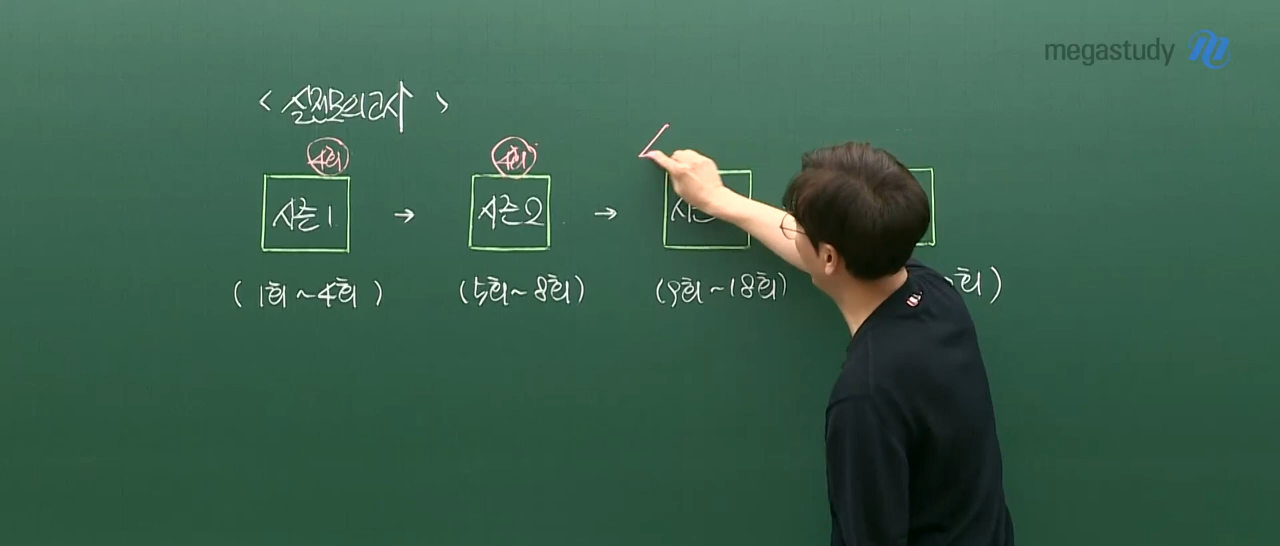 megastudy
< 실전모의고사 >
4회 4회
시즌1 → 시즌2 →
(1회~4회) (5회~8회) (9회~18회) 회)